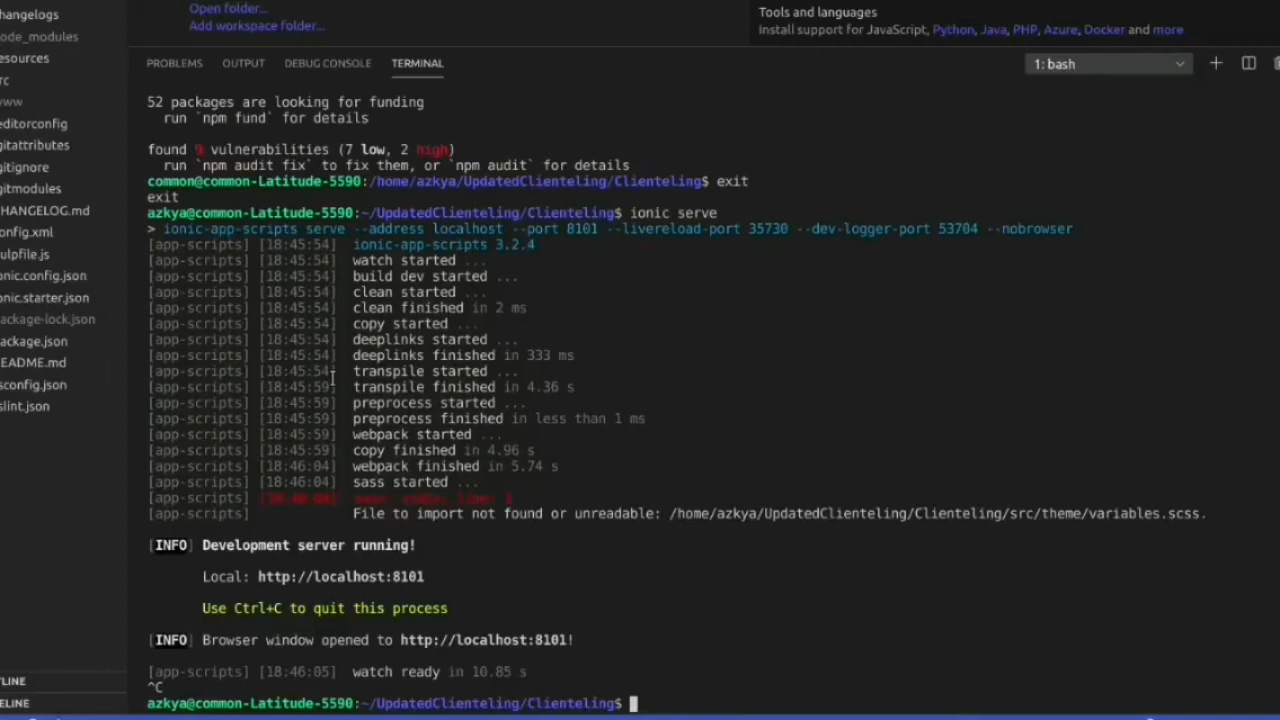 hangelogs
ode_modules
esources
rc
www
editorconfig
gitattributes
gitignore
gitmodules
HANGELOG.md
onfig.xml
ulpfile.js
onic.config.json
onic.starter.json
ackage-lock.json
ackage.json
EADME.md
sconfig.json
slint.json
TLINE
ELINE
Open folder...
Add workspace folder...
Tools and languages
Install support for JavaScript, Python, Java, PHP, Azure, Docker and more
PROBLEMS OUTPUT DEBUG CONSOLE TERMINAL 1: bash
52 packages are looking for funding
run `npm fund` for details
found 9 vulnerabilities (7 low, 2 high)
run `npm audit fix` to fix them, or `npm audit` for details
common@common-Latitude-5590:/home/azkya/UpdatedClienteling/Clienteling$ exit
exit
azkya@common-Latitude-5590:~/UpdatedClienteling/Clienteling$ ionic serve
> ionic-app-scripts serve --address localhost --port 8101 --livereload-port 35730 --dev-logger-port 53704 --nobrowser
[app-scripts] [18:45:54] ionic-app-scripts 3.2.4
[app-scripts] [18:45:54] watch started ...
[app-scripts] [18:45:54] build dev started ...
[app-scripts] [18:45:54] clean started ...
[app-scripts] [18:45:54] clean finished in 2 ms
[app-scripts] [18:45:54] copy started ...
[app-scripts] [18:45:54] deeplinks started ...
[app-scripts] [18:45:54] deeplinks finished in 333 ms
[app-scripts] [18:45:54] transpile started ...
[app-scripts] [18:45:59] transpile finished in 4.36 s
[app-scripts] [18:45:59] preprocess started ...
[app-scripts] [18:45:59] preprocess finished in less than 1 ms
[app-scripts] [18:45:59] webpack started ...
[app-scripts] [18:45:59] copy finished in 4.96 s
[app-scripts] [18:46:04] webpack finished in 5.74 s
[app-scripts] [18:46:04] sass started ...
[app-scripts] [18:46:04]
[app-scripts] File to import not found or unreadable: /home/azkya/UpdatedClienteling/Clienteling/src/theme/variables.scss.
[INFO] Development server running!
Local: http://localhost:8101
Use Ctrl+C to quit this process
[INFO] Browser window opened to http://localhost:8101!
[app-scripts] [18:46:05] watch ready in 10.85 s
^C
azkya@common-Latitude-5590:~/UpdatedClienteling/Clienteling$